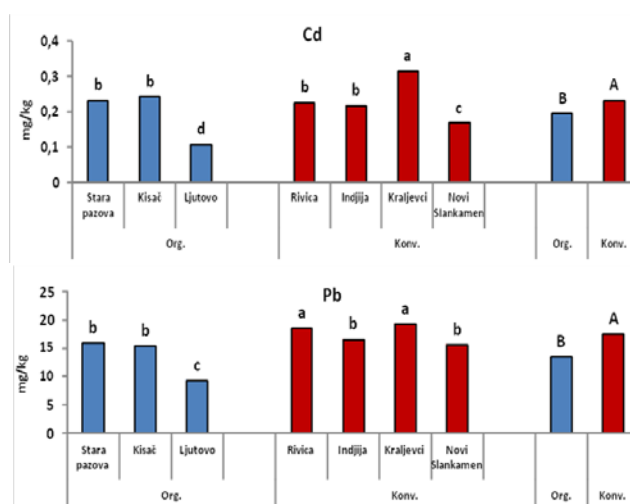 Cd
0,4
0,3
0,2
0,1
0
mg/kg
b b d b b a c B A
Stara pazova Kisač Ljutovo Rivica Indjija Kraljevci Novi Slankamen Org. Konv.
Org. Konv.
Pb
25
20
15
10
5
0
mg/kg
b b c a b a b B A
Stara pazova Kisač Ljutovo Rivica Indjija Kraljevci Novi Slankamen Org. Konv.
Org. Konv.